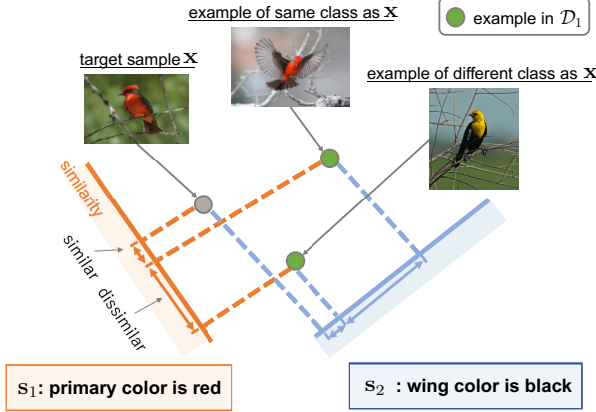 example of same class as x
example in D₁
target sample x
example of different class as x
similarity
similar
dissimilar
s₁: primary color is red
s₂ : wing color is black